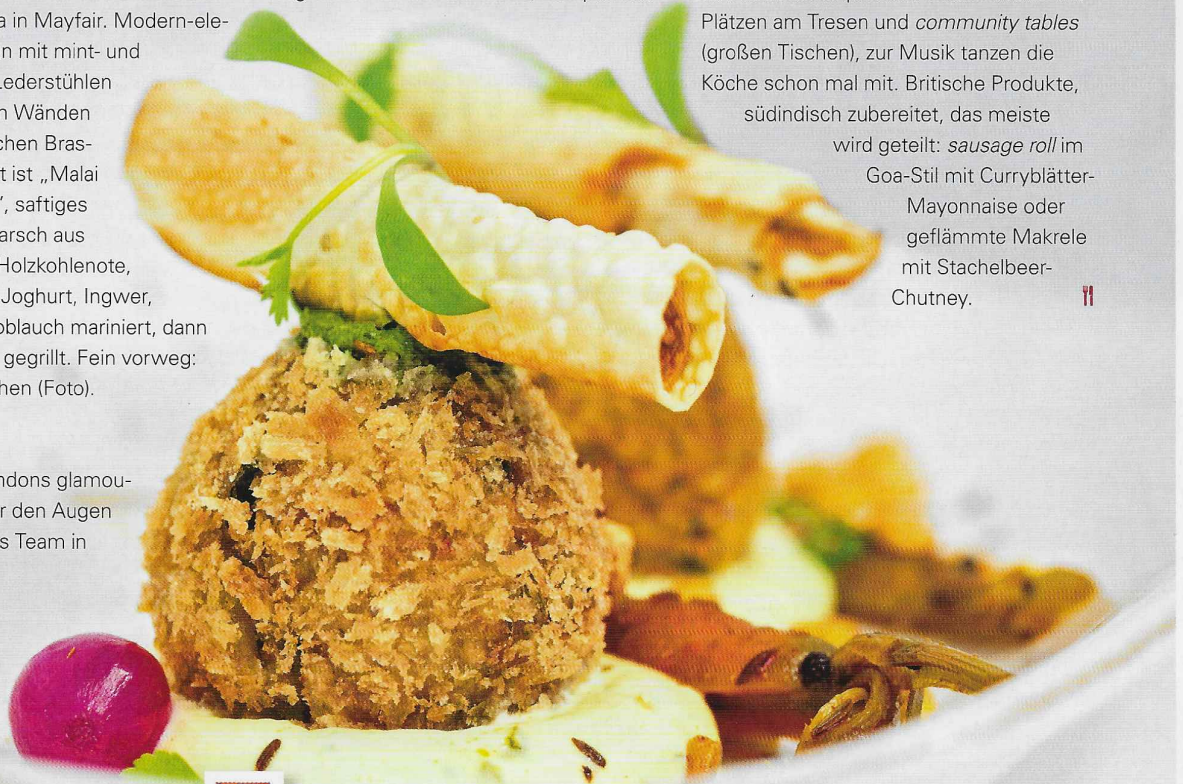 a in Mayfair. Modern-ele-
n mit mint- und
Lederstühlen
n Wänden
chen Bras-
t ist „Malai
“, saftiges
arsch aus
Holzkohlenote,
Joghurt, Ingwer,
oblauch mariniert, dann
gegrillt. Fein vorweg:
hen (Foto).
ndons glamou-
r den Augen
s Team in
Plätzen am Tresen und community tables
(großen Tischen), zur Musik tanzen die
Köche schon mal mit. Britische Produkte,
südindisch zubereitet, das meiste
wird geteilt: sausage roll im
Goa-Stil mit Curryblätter-
Mayonnaise oder
geflämmte Makrele
mit Stachelbeer-
Chutney.